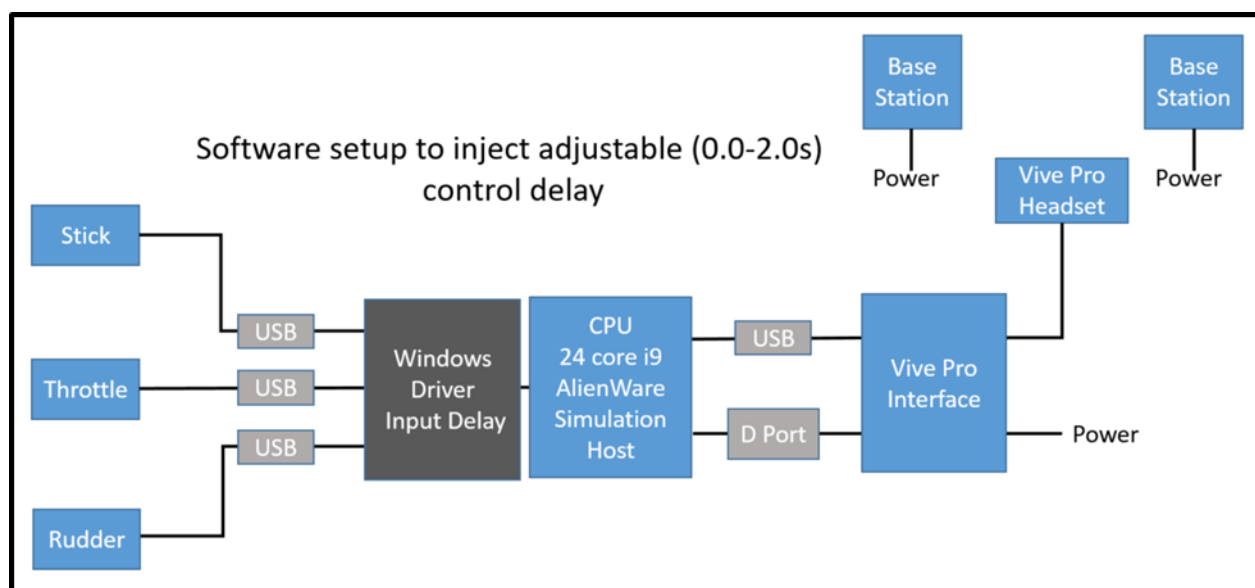 Base
Station
Base
Station
Software setup to inject adjustable (0.0-2.0s)
control delay
Power
Power
Vive Pro
Headset
Stick
USB
Throttle
USB
USB
Rudder
Windows
Driver
Input Delay
CPU
24 core i9
AlienWare
Simulation
Host
USB
D Port
Vive Pro
Interface
Power